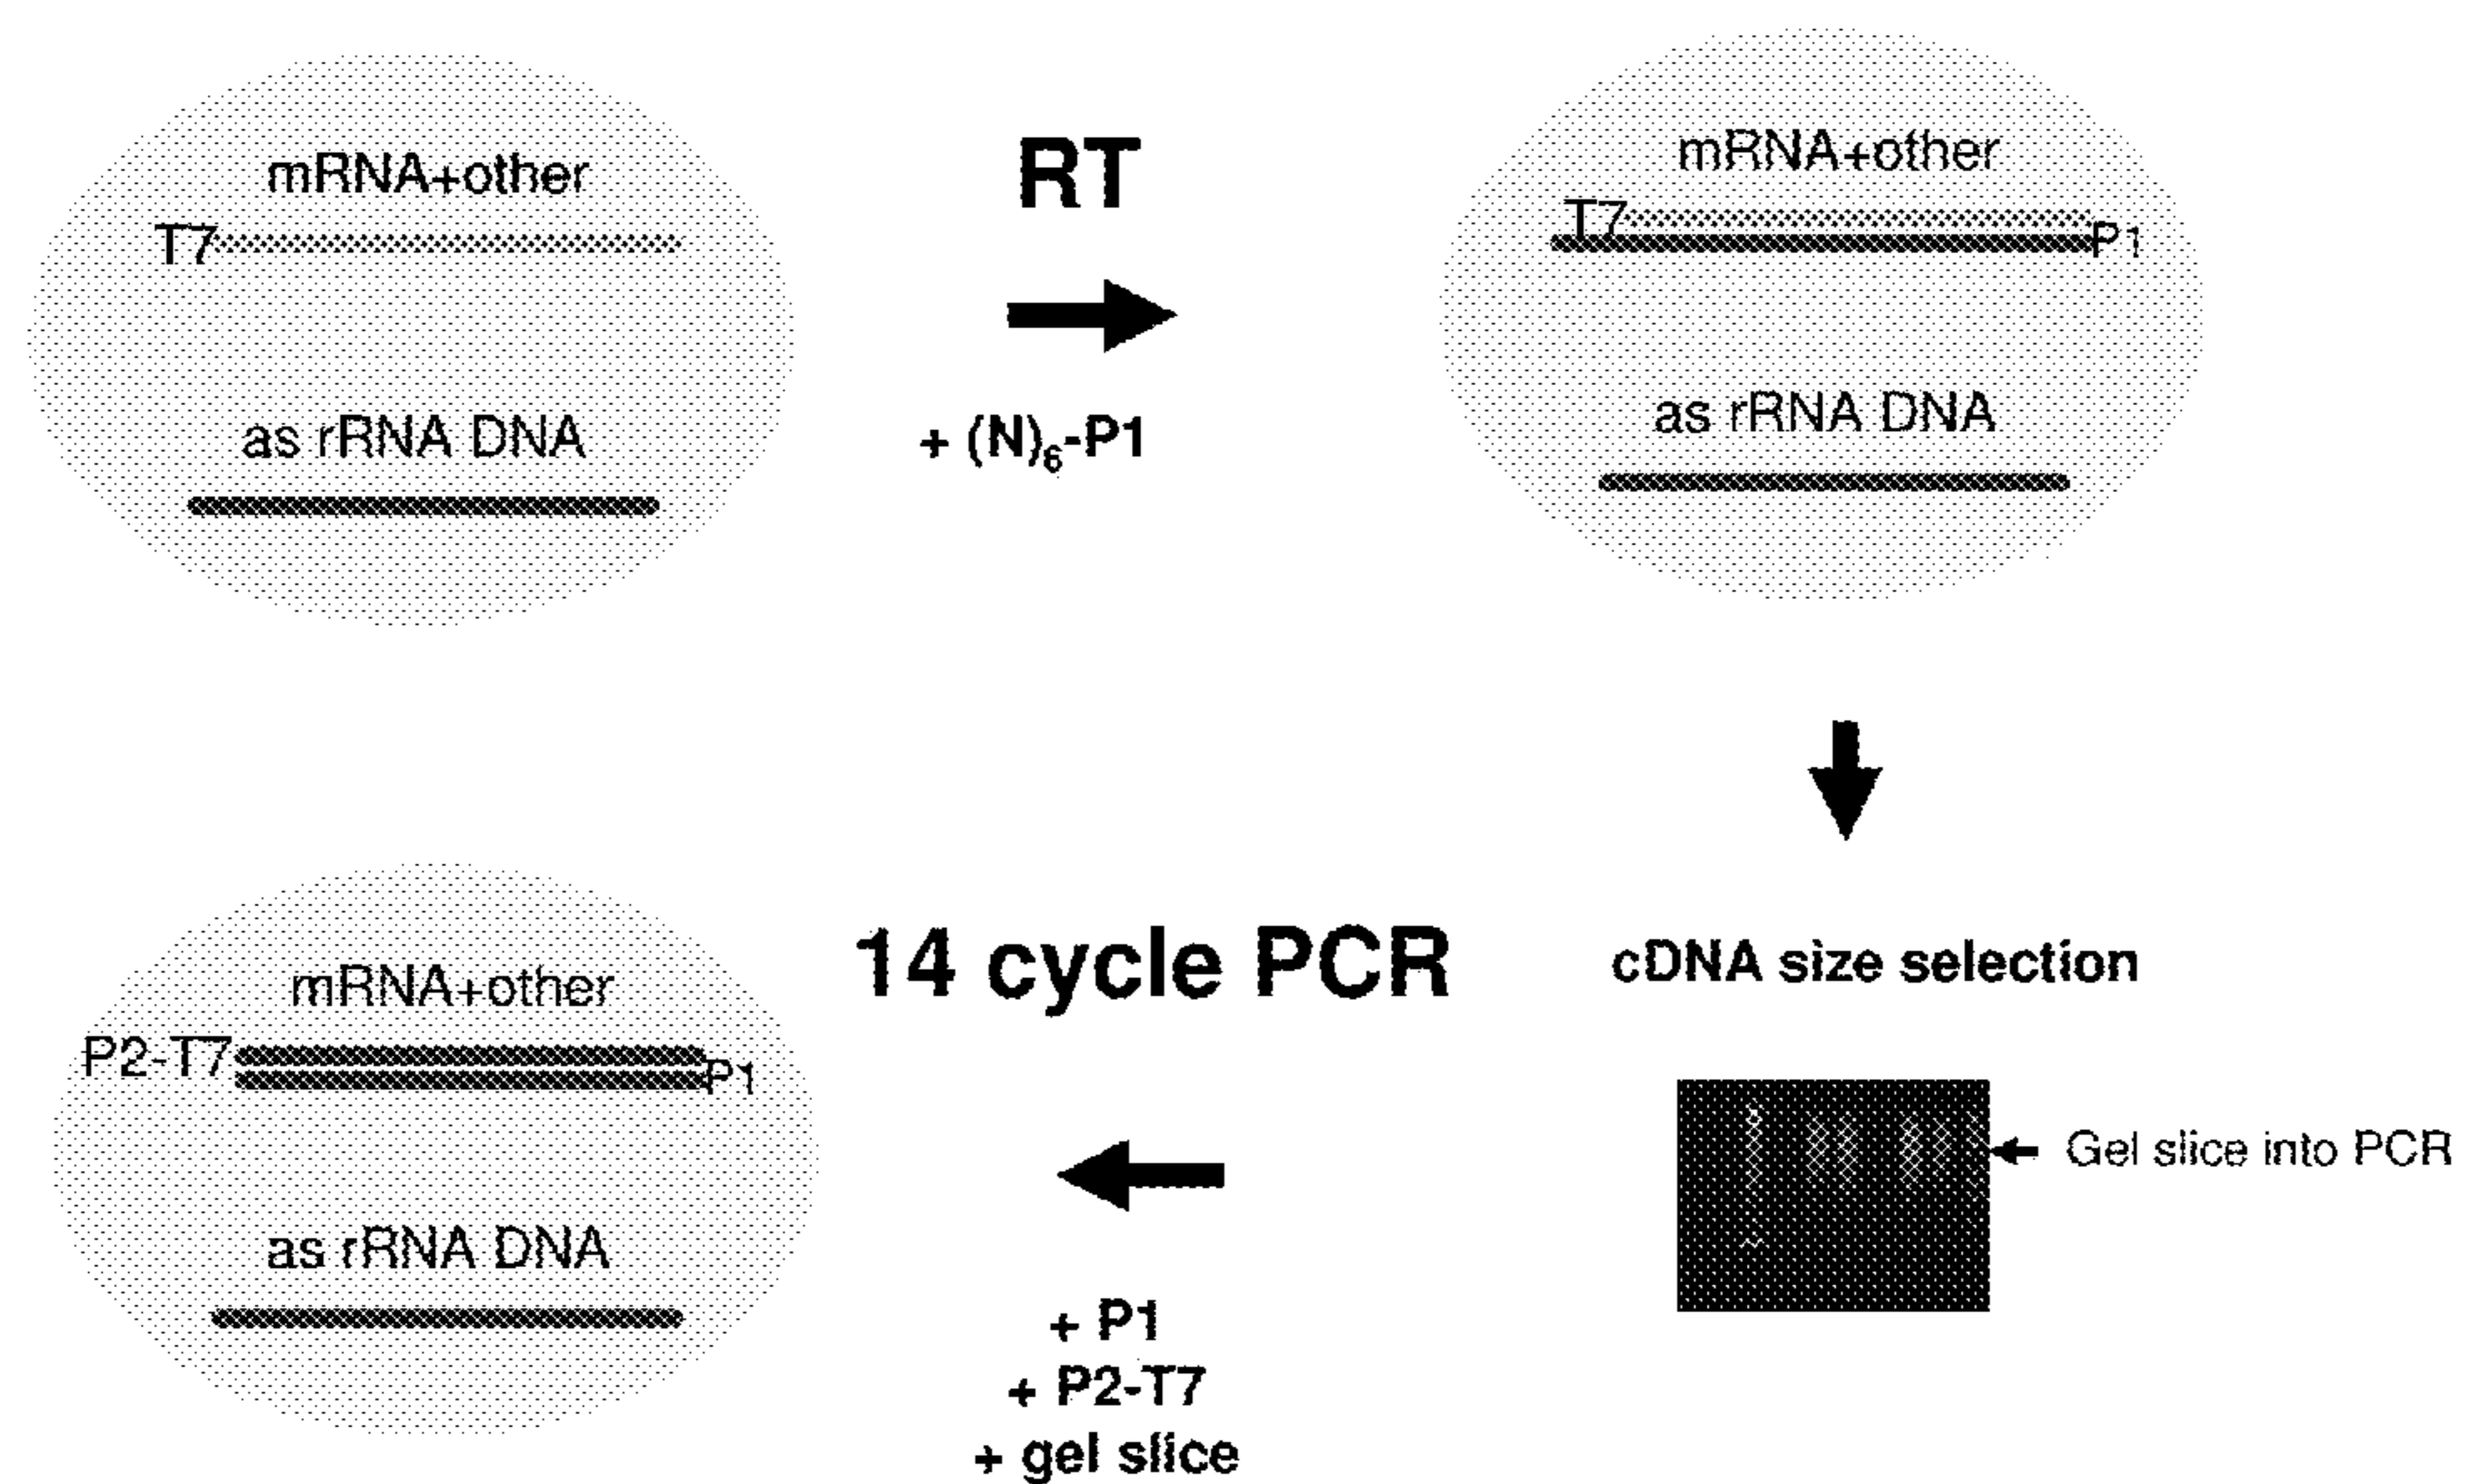 mRNA+other
T7
as rRNA DNA
RT
+ (N)6-P1
mRNA+other
T7
P1
as rRNA DNA
cDNA size selection
Gel slice into PCR
14 cycle PCR
+ P1
+ P2-T7
+ gel slice
mRNA+other
P2-T7
P1
as rRNA DNA